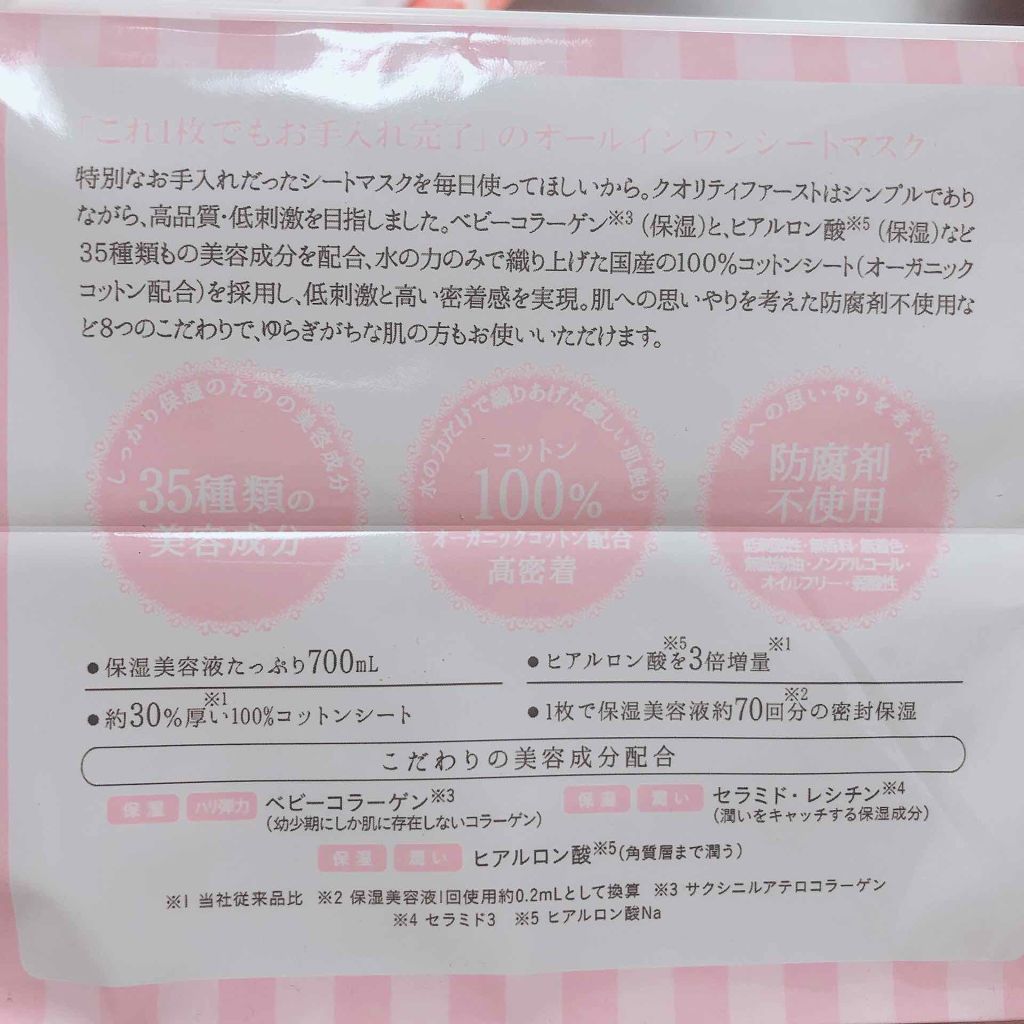 「これ1枚でもお手入れ完了」のオールインワンシートマスク
特別なお手入れだったシートマスクを毎日使ってほしいから。クオリティファーストはシンプルであり
ながら、高品質・低刺激を目指しました。ベビーコラーゲン※3(保湿)と、ヒアルロン酸※5(保湿)など
35種類もの美容成分を配合、水の力のみで織り上げた国産の100%コットンシート(オーガニック
コットン配合)を採用し、低刺激と高い密着感を実現。肌への思いやりを考えた防腐剤不使用な
ど8つのこだわりで、ゆらぎがちな肌の方もお使いいただけます。
しっかり保湿のための美容成分
35種類の
美容成分
水の力だけで織りあげた優しい肌触り
コットン
100%
オーガニックコットン配合
高密着
肌への思いやりを考えた
防腐剤
不使用
低刺激性・無香料・無着色・
無鉱物油・ノンアルコール・
オイルフリー・弱酸性
●保湿美容液たっぷり700mL
●ヒアルロン酸※5を3倍増量※1
●約30%厚い※1100%コットンシート
●1枚で保湿美容液約70回分※2の密封保湿
こだわりの美容成分配合
保湿 ハリ弾力 ベビーコラーゲン※3
(幼少期にしか肌に存在しないコラーゲン)
保湿 潤い セラミド・レシチン※4
(潤いをキャッチする保湿成分)
保湿 潤い ヒアルロン酸※5(角質層まで潤う)
※1 当社従来品比 ※2 保湿美容液1回使用約0.2mLとして換算 ※3 サクシニルアテロコラーゲン
※4 セラミド3 ※5 ヒアルロン酸Na